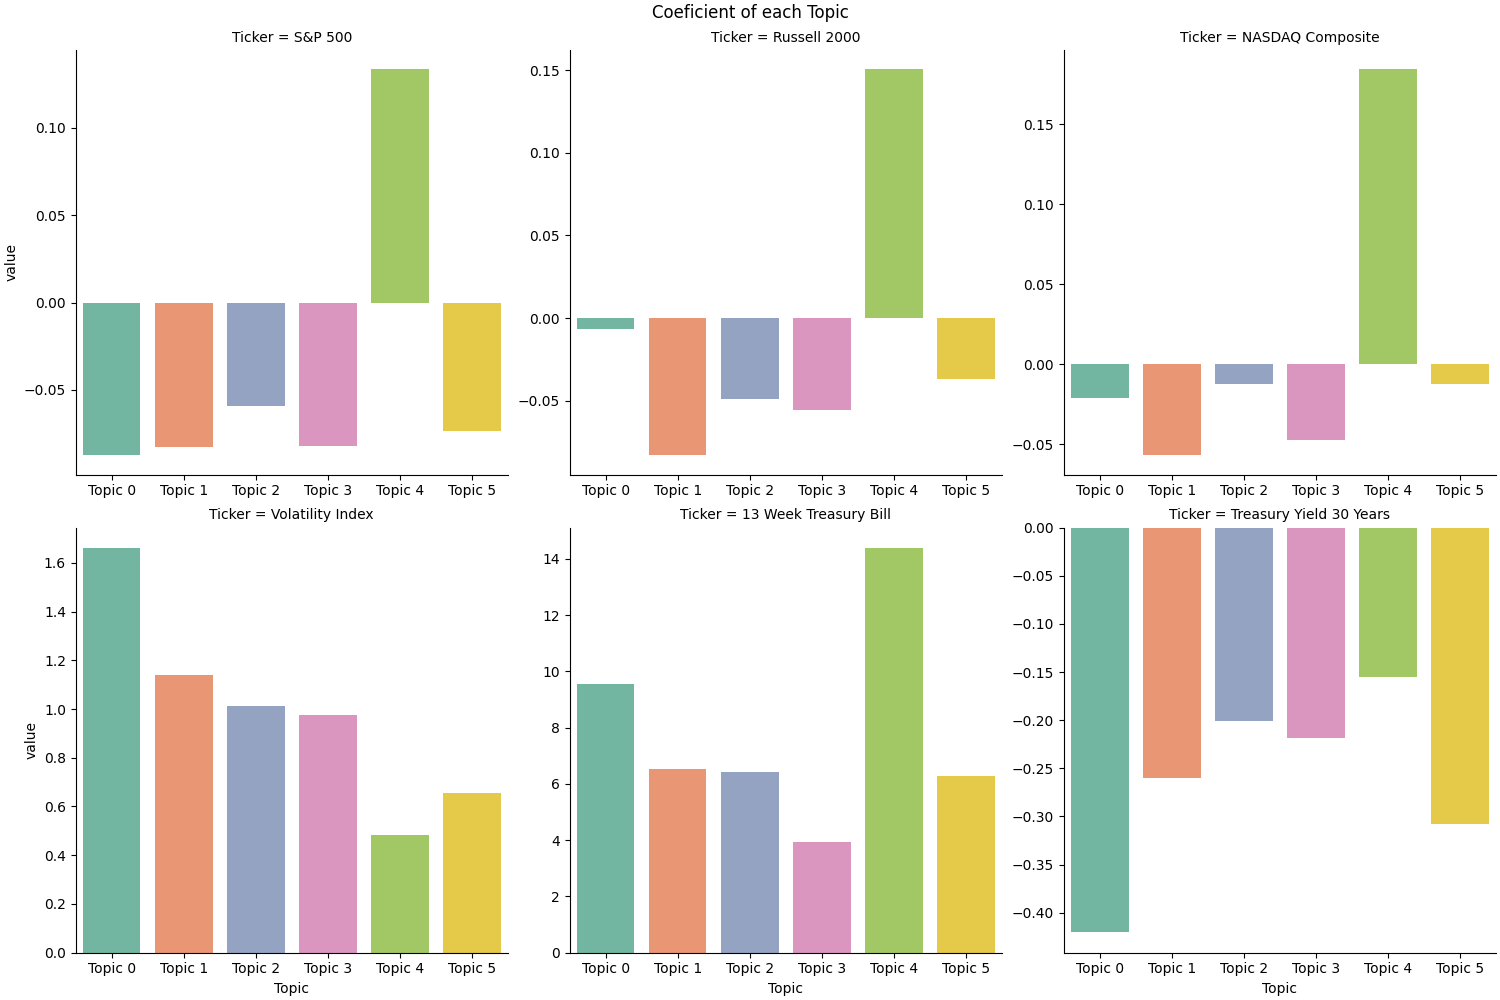 Coeficient of each Topic
Ticker = S&P 500
Ticker = Russell 2000
Ticker = NASDAQ Composite
value
0.10
0.05
0.00
−0.05
Topic 0 Topic 1 Topic 2 Topic 3 Topic 4 Topic 5
0.15
0.10
0.05
0.00
−0.05
Topic 0 Topic 1 Topic 2 Topic 3 Topic 4 Topic 5
0.15
0.10
0.05
0.00
−0.05
Topic 0 Topic 1 Topic 2 Topic 3 Topic 4 Topic 5
Ticker = Volatility Index
Ticker = 13 Week Treasury Bill
Ticker = Treasury Yield 30 Years
value
1.6
1.4
1.2
1.0
0.8
0.6
0.4
0.2
0.0
Topic 0 Topic 1 Topic 2 Topic 3 Topic 4 Topic 5
Topic
14
12
10
8
6
4
2
0
Topic 0 Topic 1 Topic 2 Topic 3 Topic 4 Topic 5
Topic
0.00
−0.05
−0.10
−0.15
−0.20
−0.25
−0.30
−0.35
−0.40
Topic 0 Topic 1 Topic 2 Topic 3 Topic 4 Topic 5
Topic